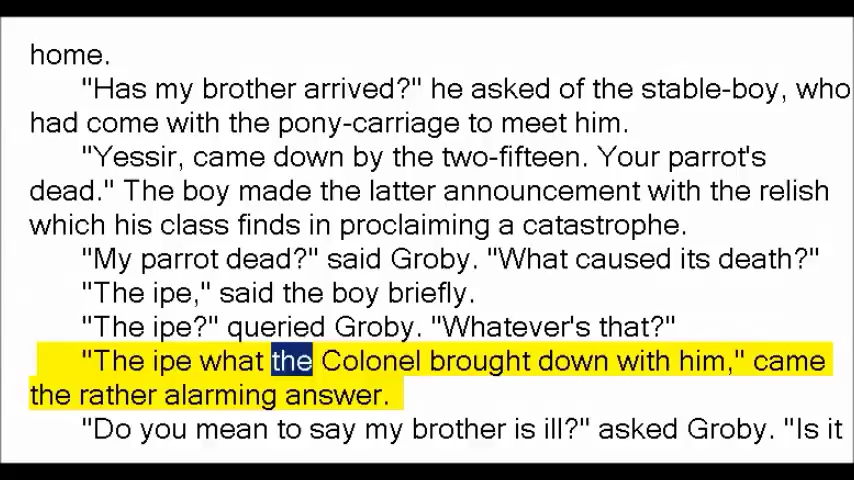 home.
"Has my brother arrived?" he asked of the stable-boy, who
had come with the pony-carriage to meet him.
"Yessir, came down by the two-fifteen. Your parrot's
dead." The boy made the latter announcement with the relish
which his class finds in proclaiming a catastrophe.
"My parrot dead?" said Groby. "What caused its death?"
"The ipe," said the boy briefly.
"The ipe?" queried Groby. "Whatever's that?"
"The ipe what the Colonel brought down with him," came
the rather alarming answer.
"Do you mean to say my brother is ill?" asked Groby. "Is it